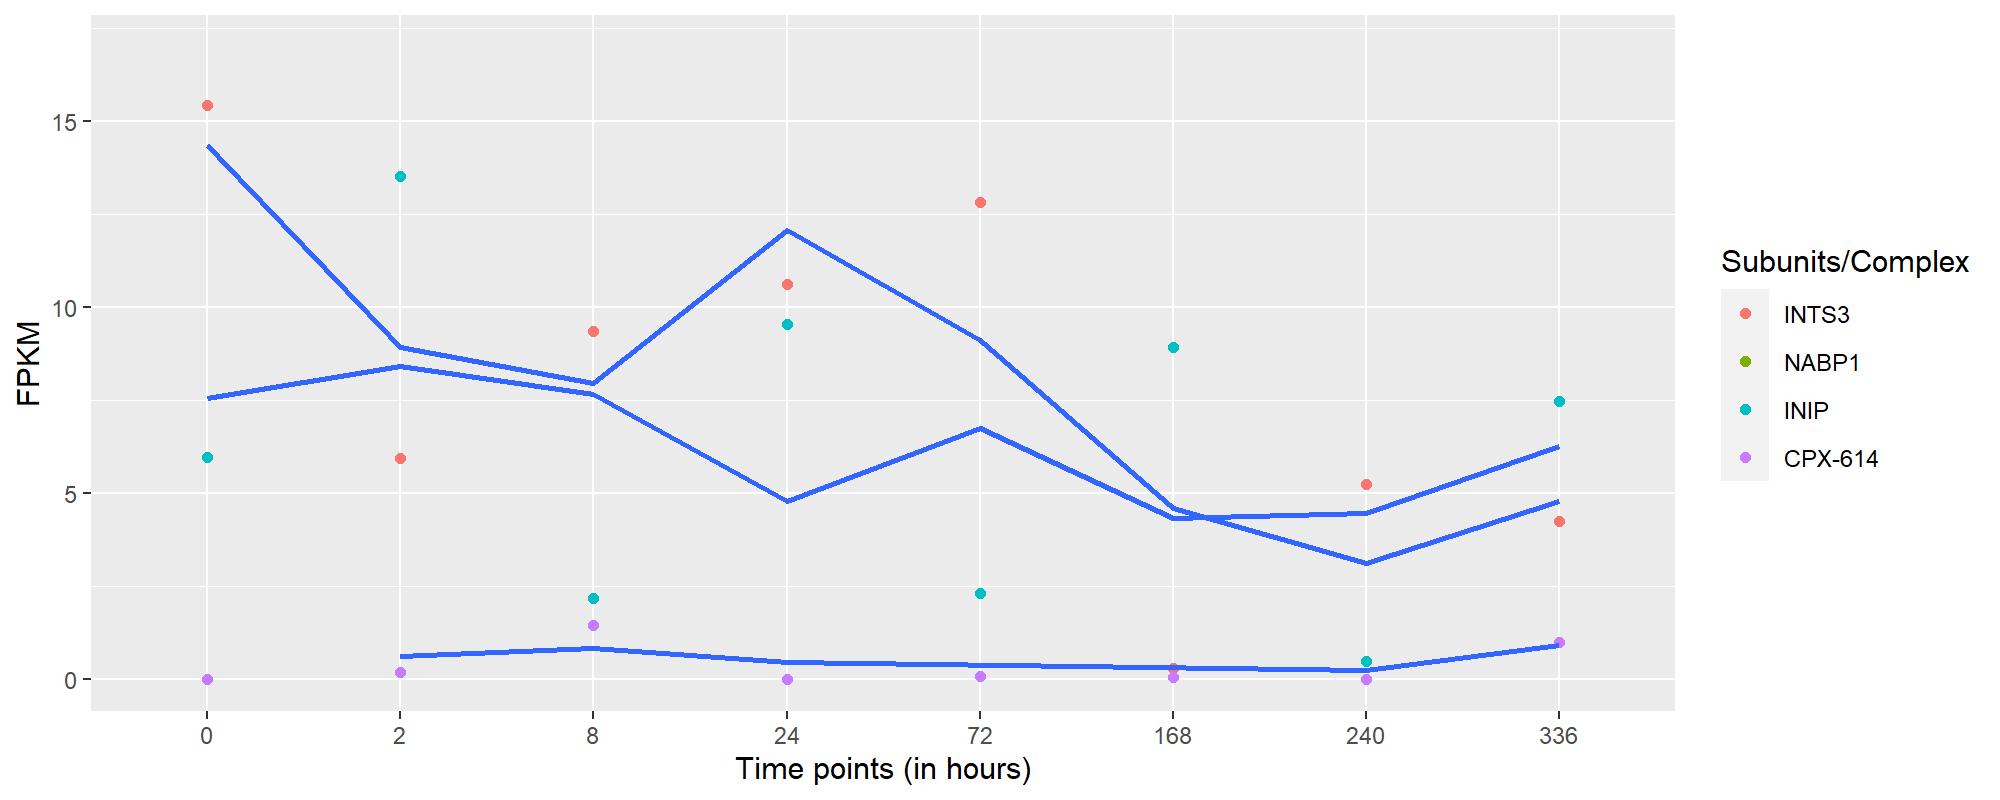 15
10
5
0
FPKM
0 2 8 24 72 168 240 336
Time points (in hours)
Subunits/Complex
INTS3
NABP1
INIP
CPX-614